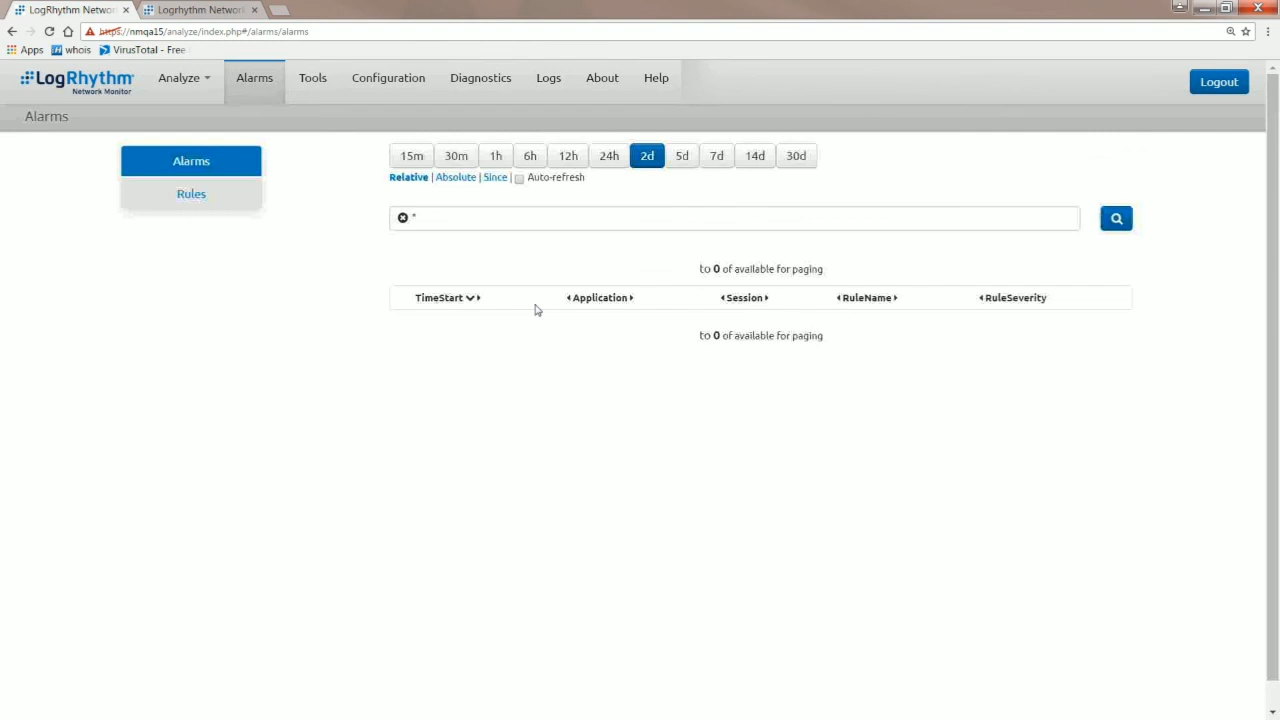 LogRhythm Networ
Logrhythm Network
https://nmqa15/analyze/index.php#/alarms/alarms
Apps whois VirusTotal - Free
LogRhythm
Network Monitor
Analyze Alarms Tools Configuration Diagnostics Logs About Help
Logout
Alarms
Alarms
Rules
15m 30m 1h 6h 12h 24h 2d 5d 7d 14d 30d
Relative | Absolute | Since | Auto-refresh
*
to 0 of available for paging
TimeStart Application Session RuleName RuleSeverity
to 0 of available for paging